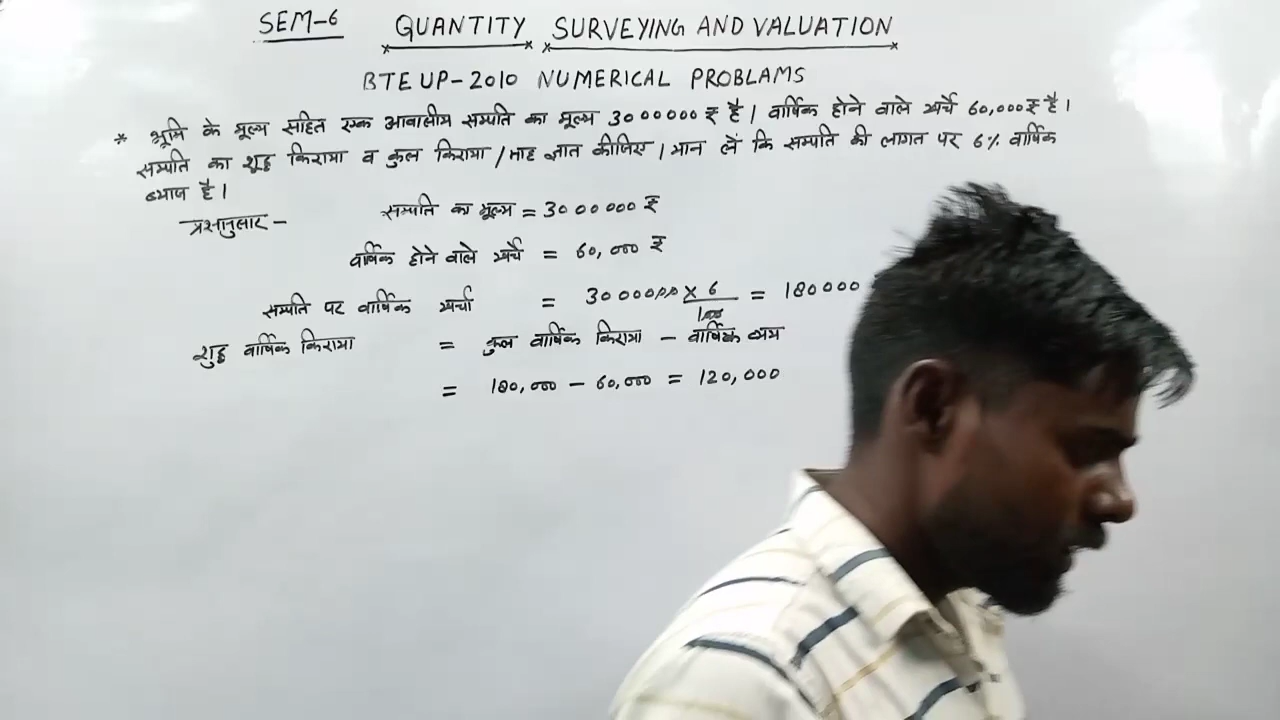 SEM-6 QUANTITY SURVEYING AND VALUATION
BTEUP-2010 NUMERICAL PROBLAMS
* भूमि के मूल्य सहित एक आवासीय सम्पति का मूल्य 3000000 ₹ है। वार्षिक होने वाले खर्चे 60,000 ₹ है।
सम्पति का शुद्ध किराया व कुल किराया / माह ज्ञात कीजिए। मान लें कि सम्पति की लागत पर 6% वार्षिक
ब्याज है।
प्रश्नानुसार - सम्पति का मूल्य = 3000000 ₹
वार्षिक होने वाले खर्चे = 60,000 ₹
सम्पति पर वार्षिक खर्चा = 3000000 × 6 / 100 = 180000
शुद्ध वार्षिक किराया = कुल वार्षिक किराया - वार्षिक व्यय
= 180,000 - 60,000 = 120,000